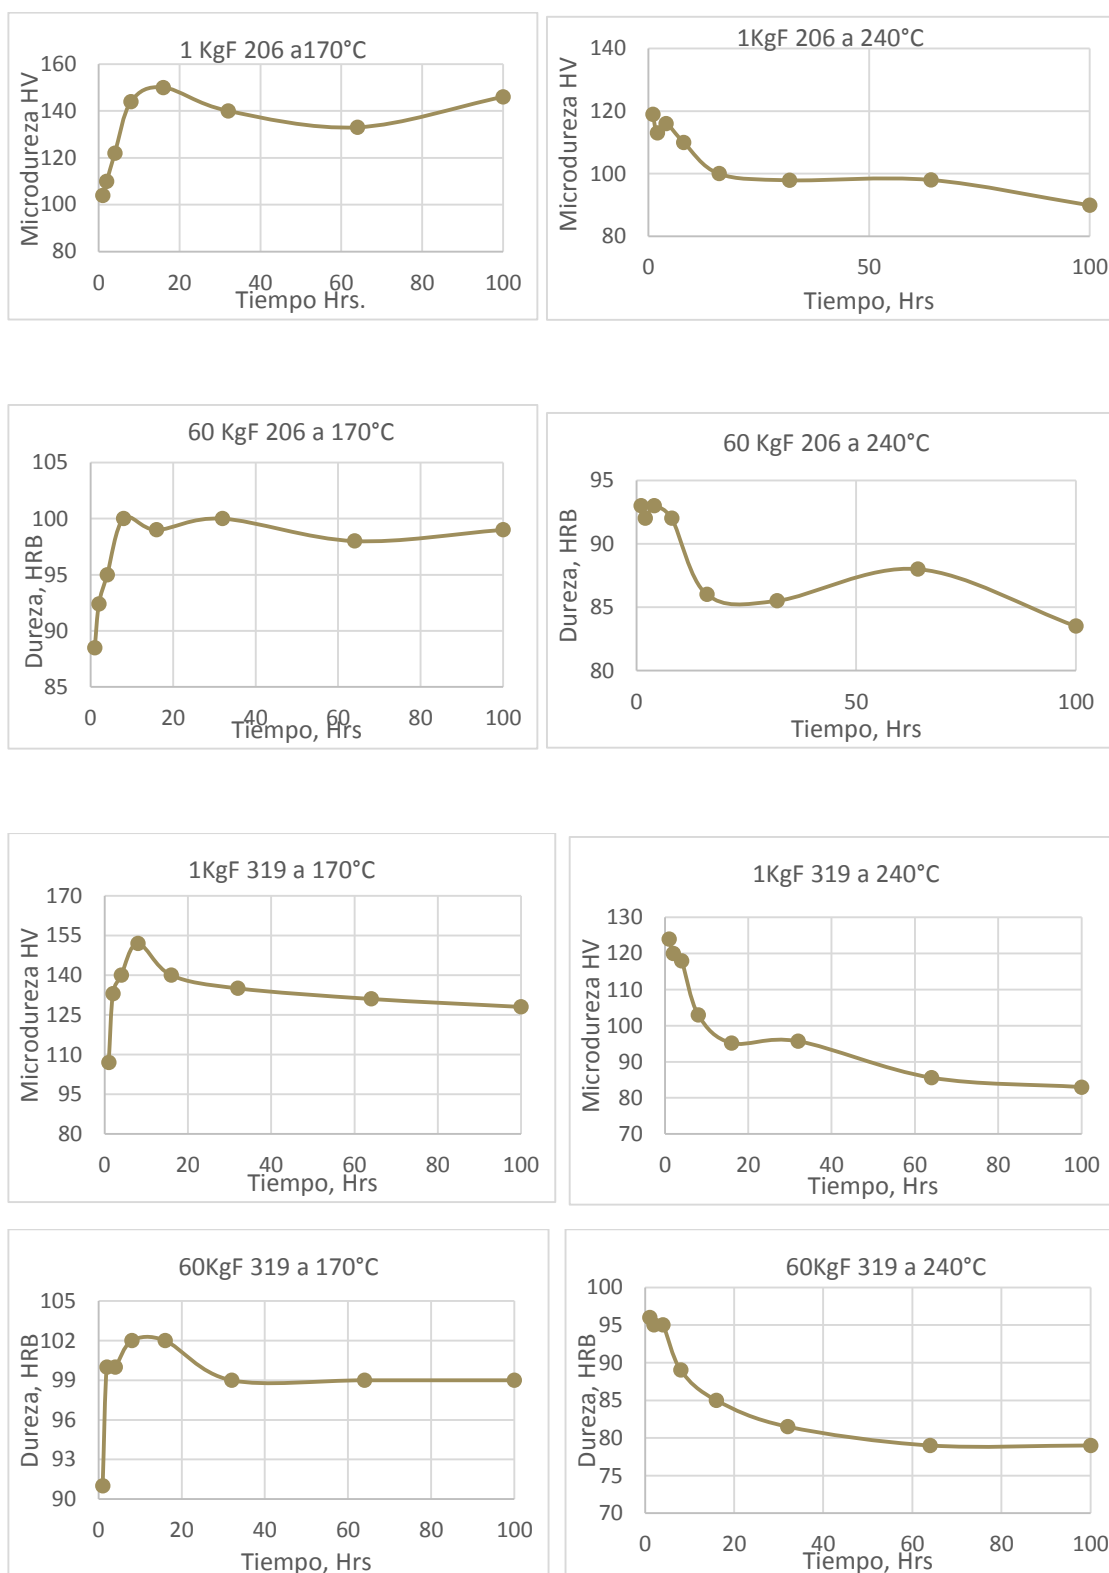 1 KgF 206 a170°C
Microdureza HV
160
140
120
100
80
0 20 40 60 80 100
Tiempo Hrs.
1KgF 206 a 240°C
Microdureza HV
140
120
100
80
0 50 100
Tiempo, Hrs
60 KgF 206 a 170°C
Dureza, HRB
105
100
95
90
85
0 20 40 60 80 100
Tiempo, Hrs
60 KgF 206 a 240°C
Dureza, HRB
95
90
85
80
0 50 100
Tiempo, Hrs
1KgF 319 a 170°C
Microdureza HV
170
155
140
125
110
95
80
0 20 40 60 80 100
Tiempo, Hrs
1KgF 319 a 240°C
Microdureza HV
130
120
110
100
90
80
70
0 20 40 60 80 100
Tiempo, Hrs
60KgF 319 a 170°C
Dureza, HRB
105
102
99
96
93
90
0 20 40 60 80 100
Tiempo, Hrs
60KgF 319 a 240°C
Dureza, HRB
100
95
90
85
80
75
70
0 20 40 60 80 100
Tiempo, Hrs